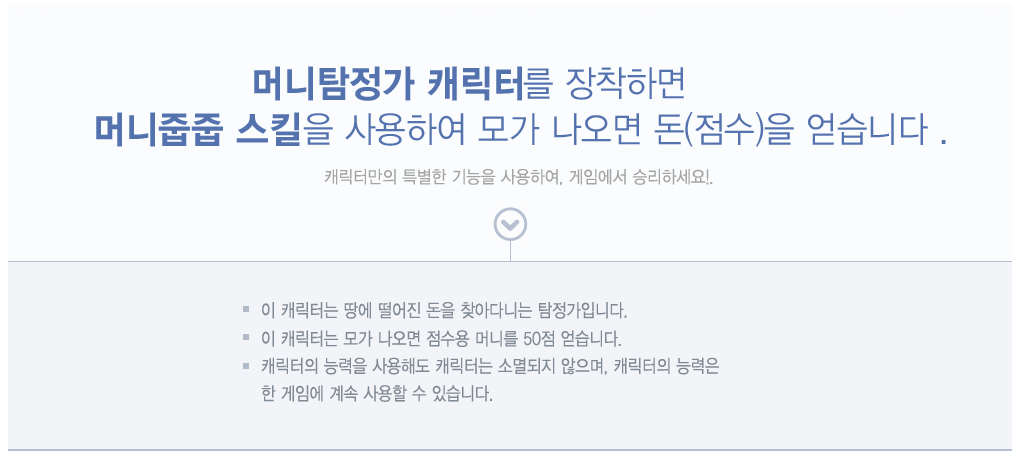 머니탐정가 캐릭터를 장착하면
머니줍줍 스킬을 사용하여 모가 나오면 돈(점수)을 얻습니다 .
캐릭터만의 특별한 기능을 사용하여, 게임에서 승리하세요!.
이 캐릭터는 땅에 떨어진 돈을 찾아다니는 탐정가입니다.
이 캐릭터는 모가 나오면 점수용 머니를 50점 얻습니다.
캐릭터의 능력을 사용해도 캐릭터는 소멸되지 않으며, 캐릭터의 능력은
한 게임에 계속 사용할 수 있습니다.